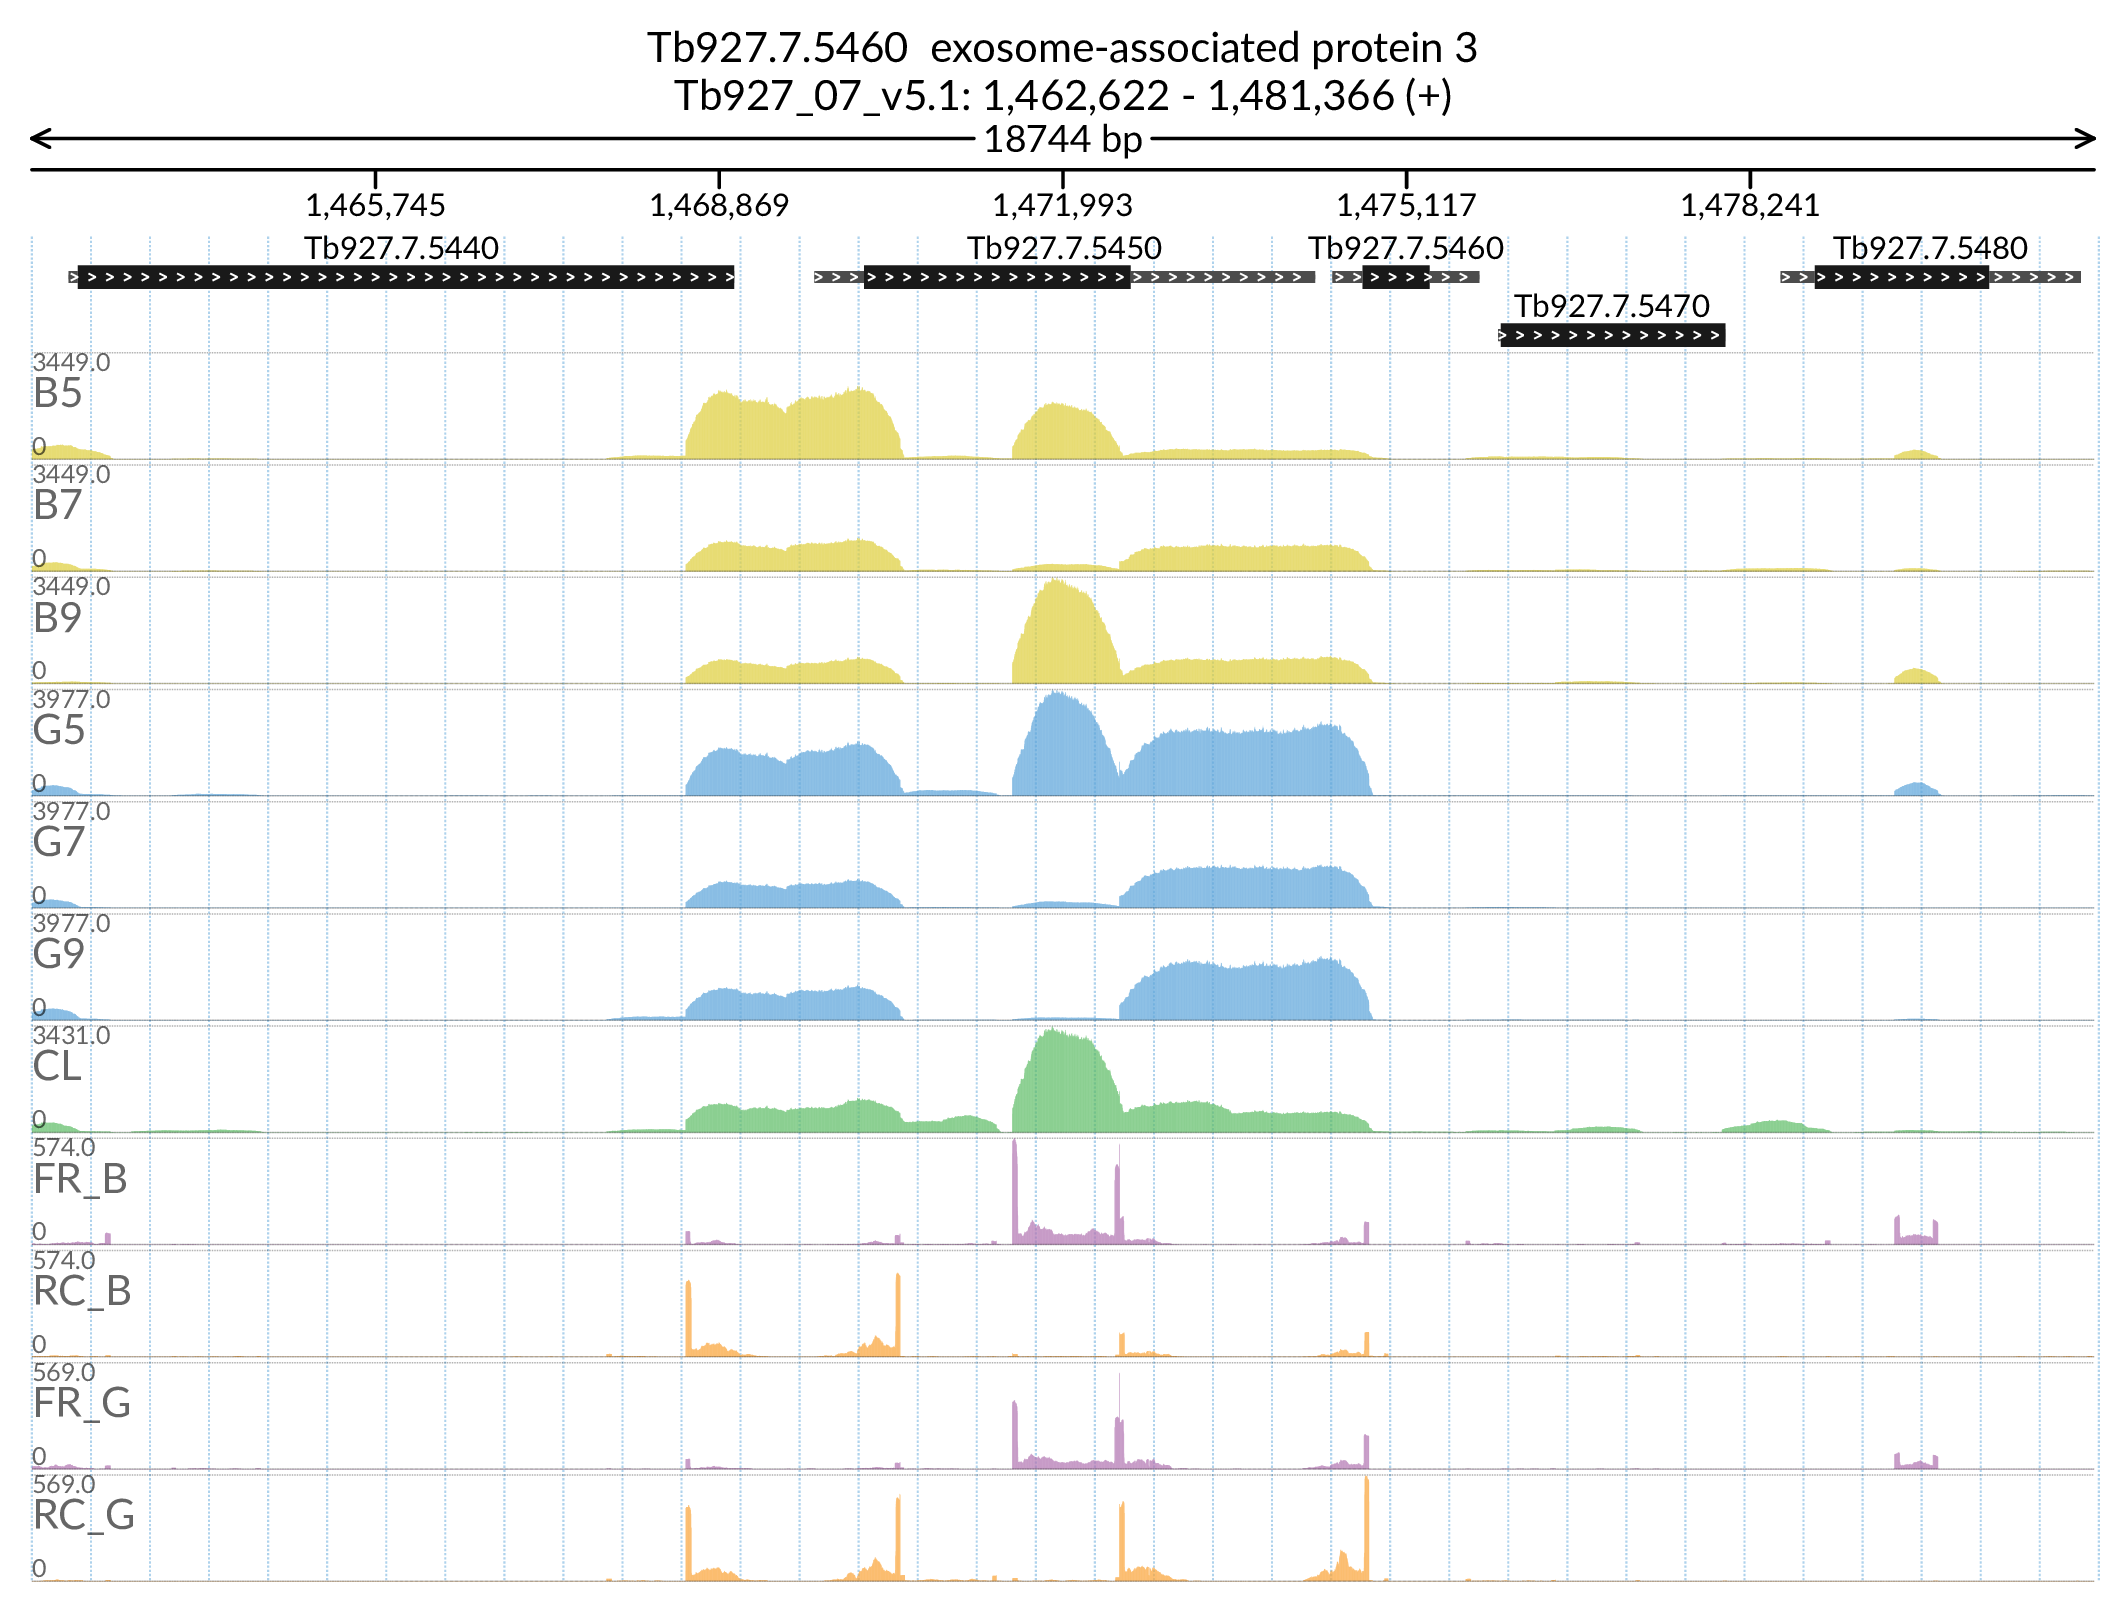 Tb927.7.5460 exosome-associated protein 3
Tb927_07_v5.1: 1,462,622 - 1,481,366 (+)
18744 bp
1,465,745 1,468,869 1,471,993 1,475,117 1,478,241
Tb927.7.5440 Tb927.7.5450 Tb927.7.5460 Tb927.7.5480
Tb927.7.5470
3449.0
B5
0
3449.0
B7
0
3449.0
B9
0
3977.0
G5
0
3977.0
G7
0
3977.0
G9
0
3431.0
CL
0
574.0
FR_B
0
574.0
RC_B
0
569.0
FR_G
0
569.0
RC_G
0